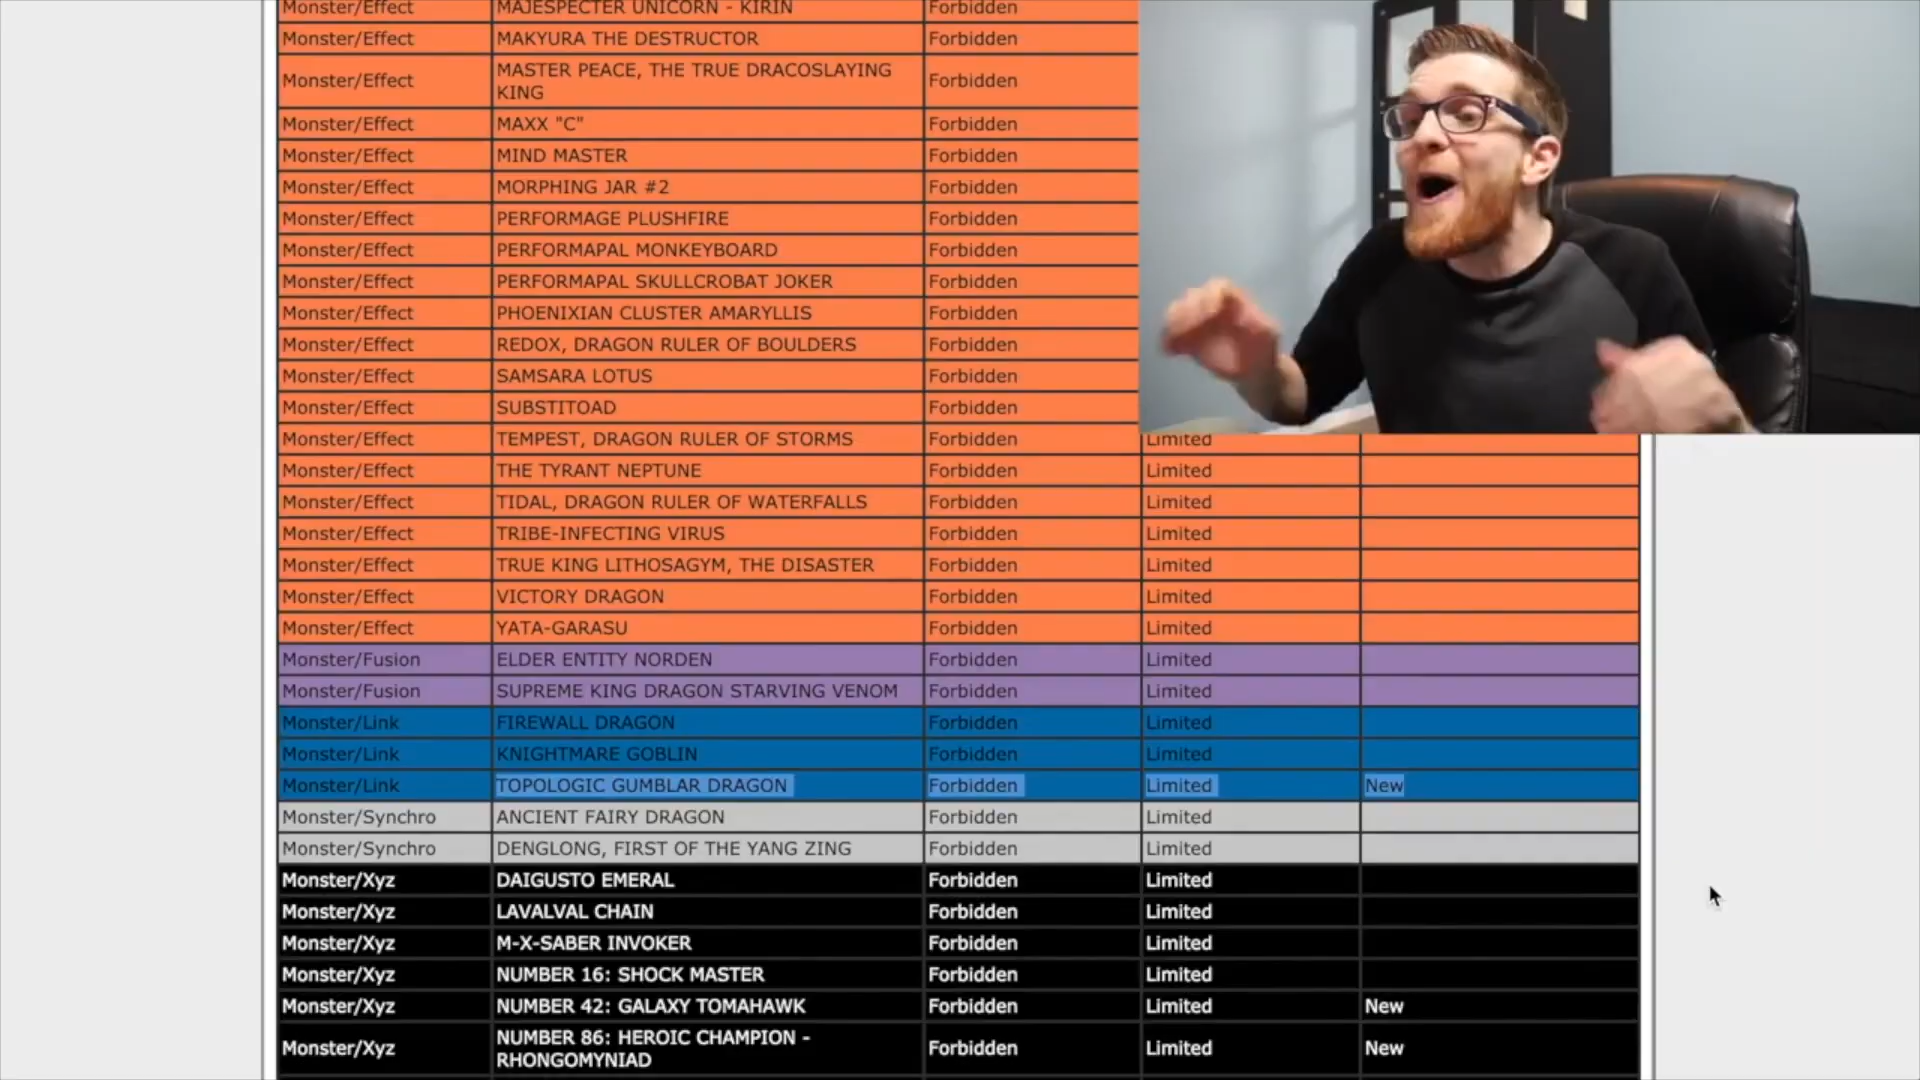 Monster/Effect MAJESPECTER UNICORN - KIRIN Forbidden
Monster/Effect MAKYURA THE DESTRUCTOR Forbidden
Monster/Effect MASTER PEACE, THE TRUE DRACOSLAYING KING Forbidden
Monster/Effect MAXX "C" Forbidden
Monster/Effect MIND MASTER Forbidden
Monster/Effect MORPHING JAR #2 Forbidden
Monster/Effect PERFORMAGE PLUSHFIRE Forbidden
Monster/Effect PERFORMAPAL MONKEYBOARD Forbidden
Monster/Effect PERFORMAPAL SKULLCROBAT JOKER Forbidden
Monster/Effect PHOENIXIAN CLUSTER AMARYLLIS Forbidden
Monster/Effect REDOX, DRAGON RULER OF BOULDERS Forbidden
Monster/Effect SAMSARA LOTUS Forbidden
Monster/Effect SUBSTITOAD Forbidden
Monster/Effect TEMPEST, DRAGON RULER OF STORMS Forbidden Limited
Monster/Effect THE TYRANT NEPTUNE Forbidden Limited
Monster/Effect TIDAL, DRAGON RULER OF WATERFALLS Forbidden Limited
Monster/Effect TRIBE-INFECTING VIRUS Forbidden Limited
Monster/Effect TRUE KING LITHOSAGYM, THE DISASTER Forbidden Limited
Monster/Effect VICTORY DRAGON Forbidden Limited
Monster/Effect YATA-GARASU Forbidden Limited
Monster/Fusion ELDER ENTITY NORDEN Forbidden Limited
Monster/Fusion SUPREME KING DRAGON STARVING VENOM Forbidden Limited
Monster/Link FIREWALL DRAGON Forbidden Limited
Monster/Link KNIGHTMARE GOBLIN Forbidden Limited
Monster/Link TOPOLOGIC GUMBLAR DRAGON Forbidden Limited New
Monster/Synchro ANCIENT FAIRY DRAGON Forbidden Limited
Monster/Synchro DENGLONG, FIRST OF THE YANG ZING Forbidden Limited
Monster/Xyz DAIGUSTO EMERAL Forbidden Limited
Monster/Xyz LAVALVAL CHAIN Forbidden Limited
Monster/Xyz M-X-SABER INVOKER Forbidden Limited
Monster/Xyz NUMBER 16: SHOCK MASTER Forbidden Limited
Monster/Xyz NUMBER 42: GALAXY TOMAHAWK Forbidden Limited New
Monster/Xyz NUMBER 86: HEROIC CHAMPION - RHONGOMYNIAD Forbidden Limited New